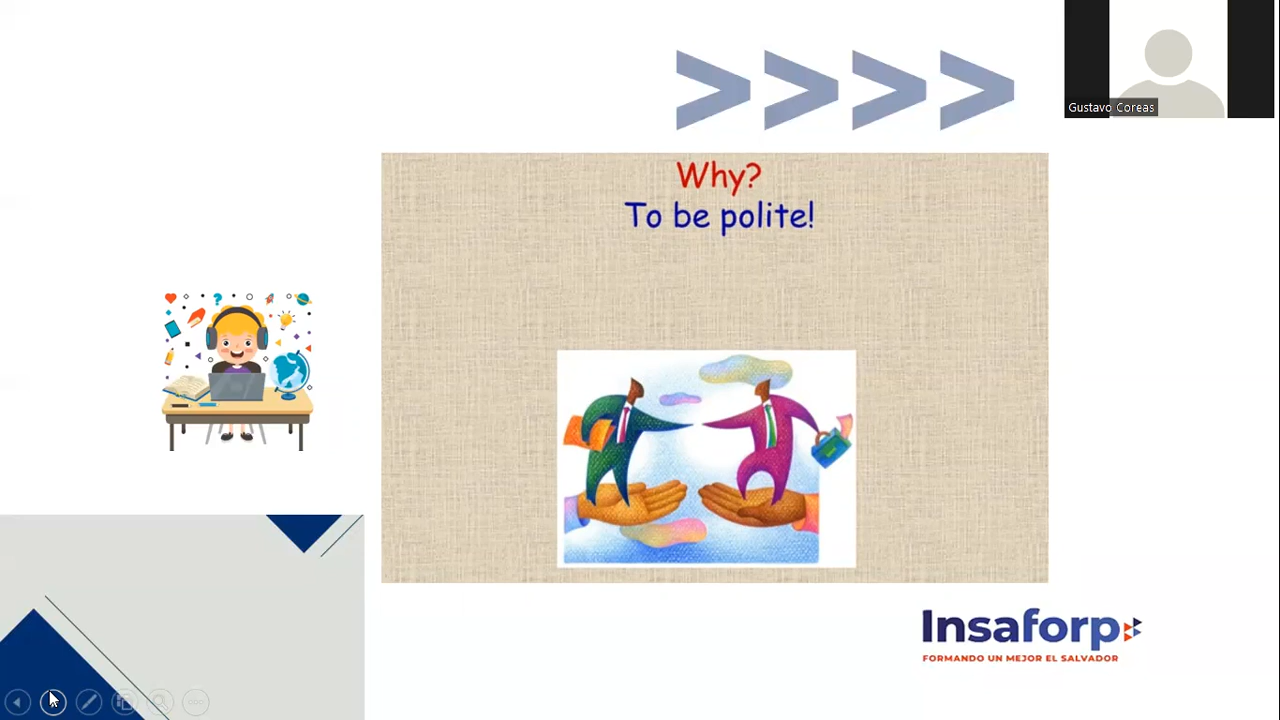 >>>>
Gustavo Coreas
Why?
To be polite!
Insaforp
FORMANDO UN MEJOR EL SALVADOR